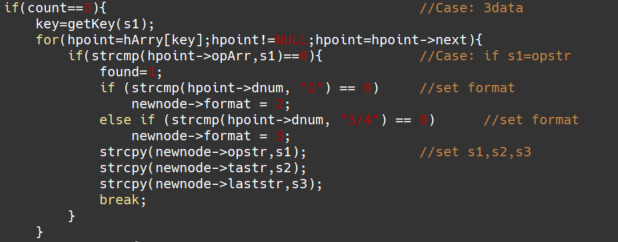 if(count==3){ //Case: 3data
key=getKey(s1);
for(hpoint=hArry[key];hpoint!=NULL;hpoint=hpoint->next){
if(strcmp(hpoint->opArr,s1)==0){ //Case: if s1=opstr
found=1;
if (strcmp(hpoint->dnum, "2") == 0) //set format
newnode->format = 2;
else if (strcmp(hpoint->dnum, "3/4") == 0) //set format
newnode->format = 3;
strcpy(newnode->opstr,s1); //set s1,s2,s3
strcpy(newnode->tastr,s2);
strcpy(newnode->laststr,s3);
break;
}
}